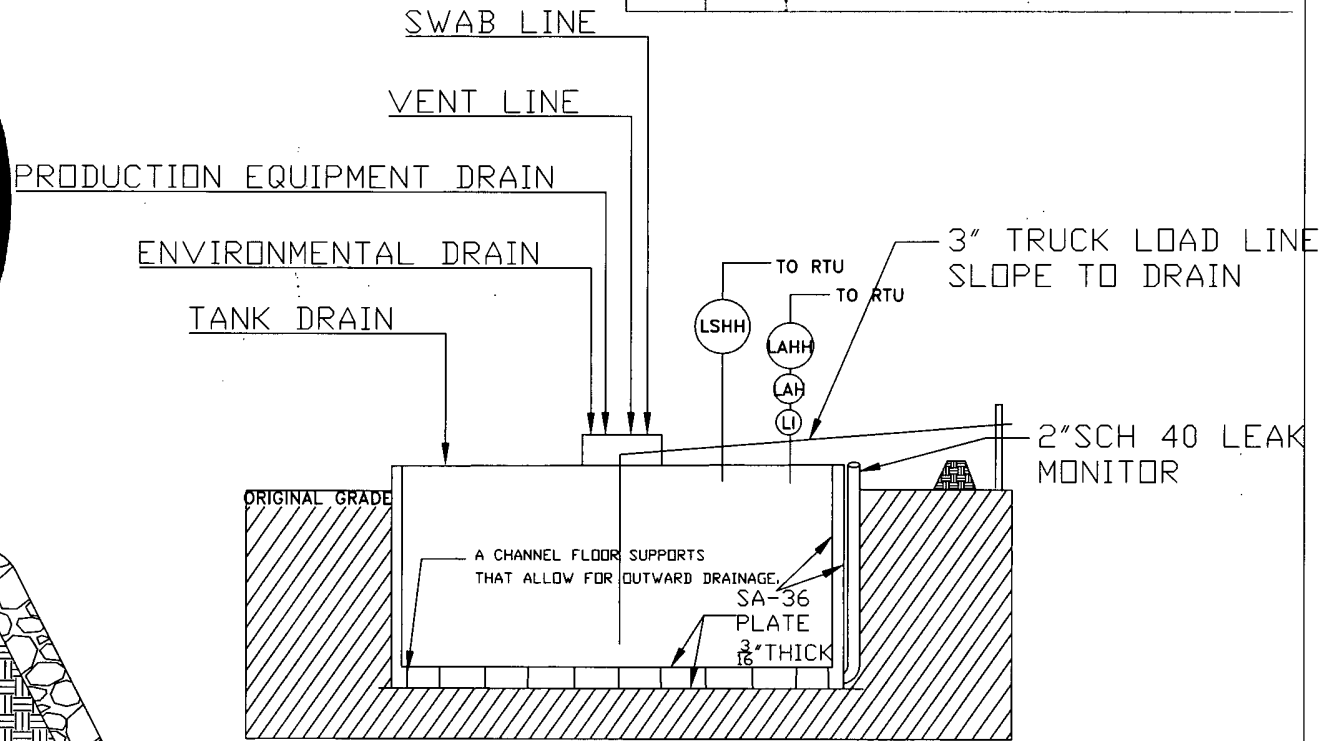 SWAB LINE
VENT LINE
PRODUCTION EQUIPMENT DRAIN
ENVIRONMENTAL DRAIN
TANK DRAIN
TO RTU
TO RTU
3" TRUCK LOAD LINE
SLOPE TO DRAIN
LSHH
LAHH
LAH
LI
2"SCH 40 LEAK
MONITOR
ORIGINAL GRADE
A CHANNEL FLOOR SUPPORTS
THAT ALLOW FOR OUTWARD DRAINAGE.
SA-36
PLATE
3/16" THICK